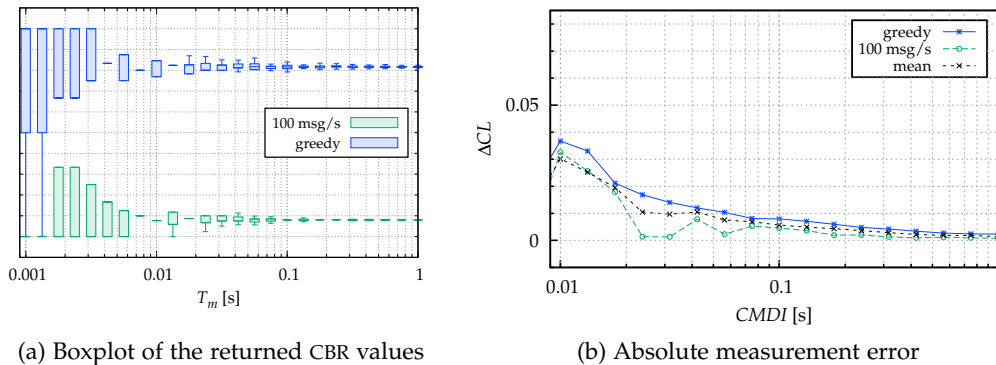 100 msg/s
greedy
0.001
0.01
0.1
1
T_m [s]
(a) Boxplot of the returned CBR values
greedy
100 msg/s
mean
0.05
0
ΔCL
0.01
0.1
CMDI [s]
(b) Absolute measurement error